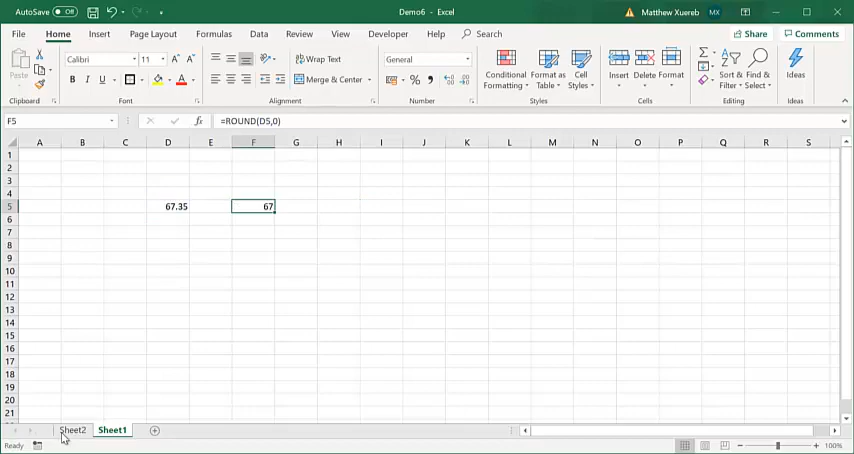 AutoSave Off Demo6 - Excel Matthew Xuereb MX
File Home Insert Page Layout Formulas Data Review View Developer Help Search Share Comments
Paste Calibri 11 A A Wrap Text General Conditional Formatting Format as Table Cell Styles Insert Delete Format Sort & Filter Find & Select Ideas
B I U A Merge & Center % 9
Clipboard Font Alignment Number Styles Cells Editing Ideas
F5 fx =ROUND(D5,0)
A B C D E F G H I J K L M N O P Q R S
1
2
3
4
5 67.35 67
6
7
8
9
10
11
12
13
14
15
16
17
18
19
20
21
Sheet2 Sheet1
Ready 100%